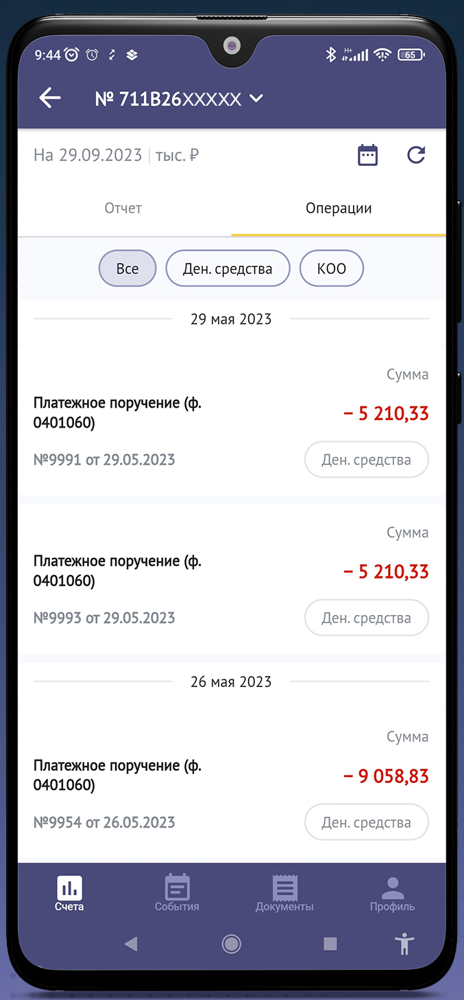 9:44 H+ 65
№ 711В26XXXXX
На 29.09.2023 | тыс. ₽
Отчет Операции
Все Ден. средства КОО
29 мая 2023
Сумма
Платежное поручение (ф.
0401060)
– 5 210,33
№9991 от 29.05.2023 Ден. средства
Сумма
Платежное поручение (ф.
0401060)
– 5 210,33
№9993 от 29.05.2023 Ден. средства
26 мая 2023
Сумма
Платежное поручение (ф.
0401060)
– 9 058,83
№9954 от 26.05.2023 Ден. средства
Счета События Документы Профиль